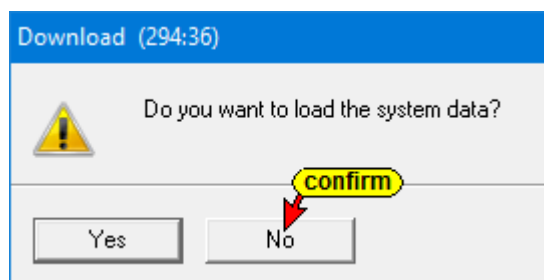 Download (294:36)
Do you want to load the system data?
confirm
Yes
No